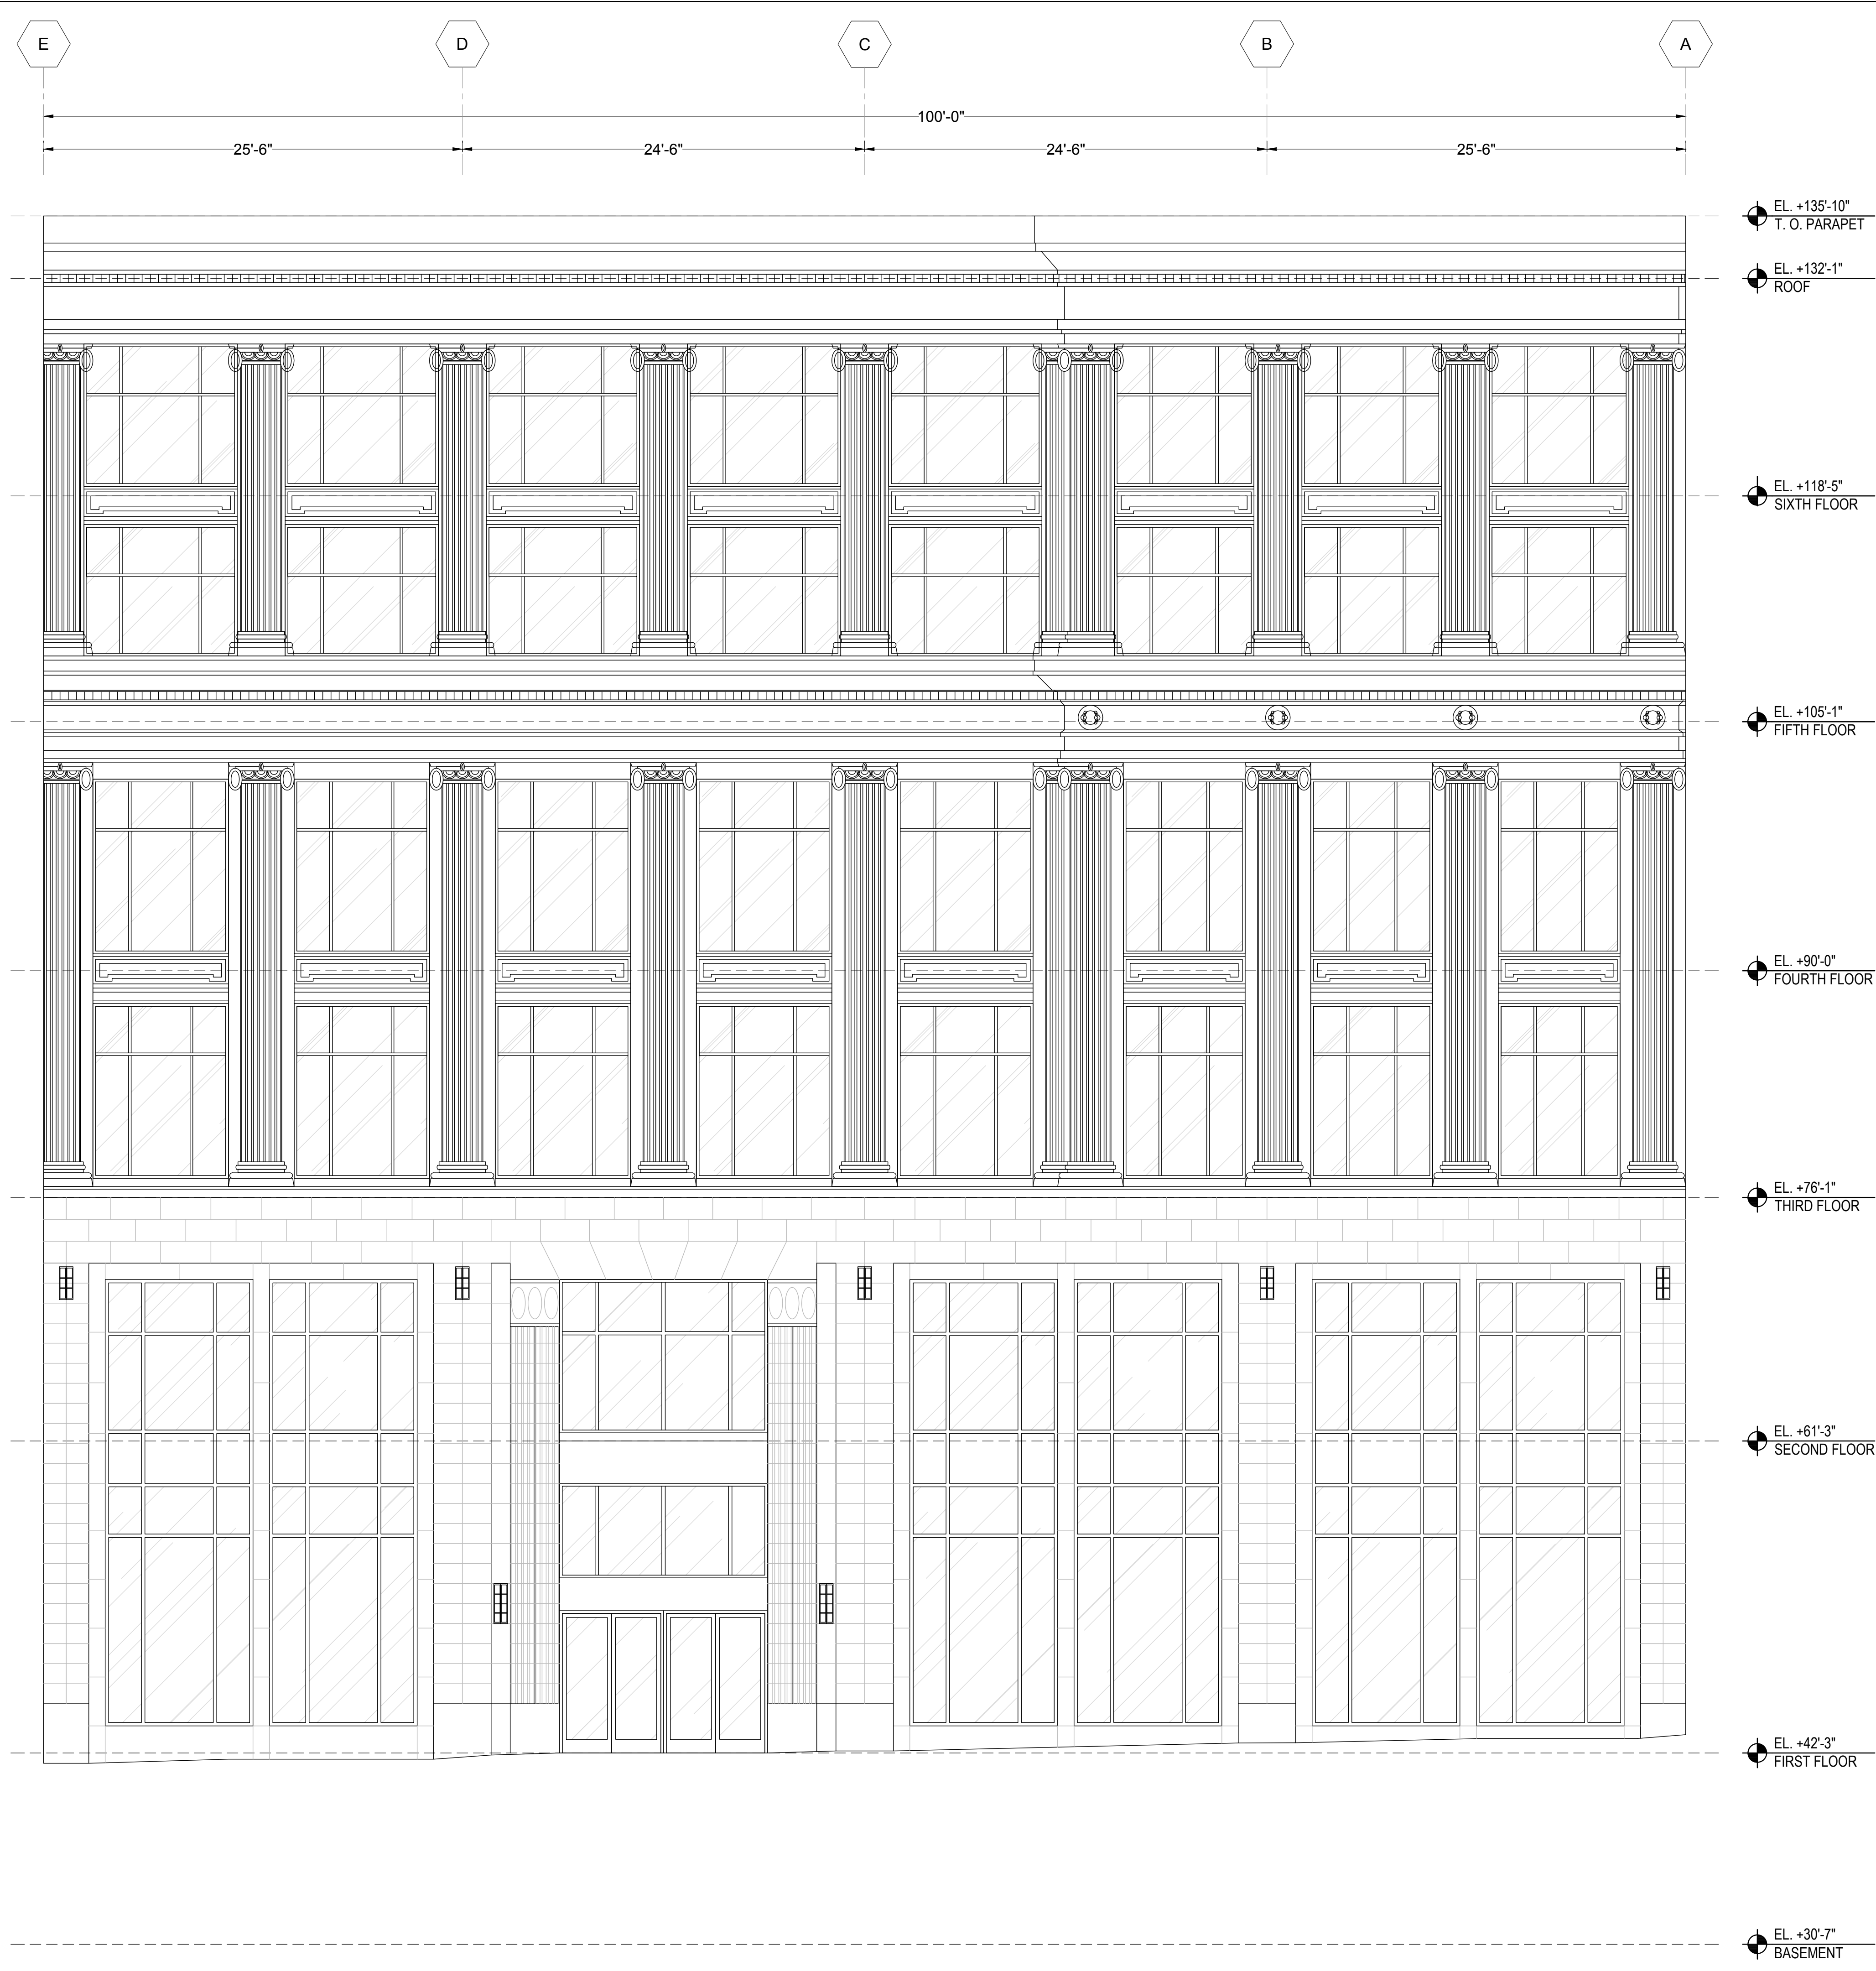 E
D
C
B
A
100'-0"
25'-6"
24'-6"
24'-6"
25'-6"
EL. +135'-10"
T. O. PARAPET
EL. +132'-1"
ROOF
EL. +118'-5"
SIXTH FLOOR
EL. +105'-1"
FIFTH FLOOR
EL. +90'-0"
FOURTH FLOOR
EL. +76'-1"
THIRD FLOOR
EL. +61'-3"
SECOND FLOOR
EL. +42'-3"
FIRST FLOOR
EL. +30'-7"
BASEMENT